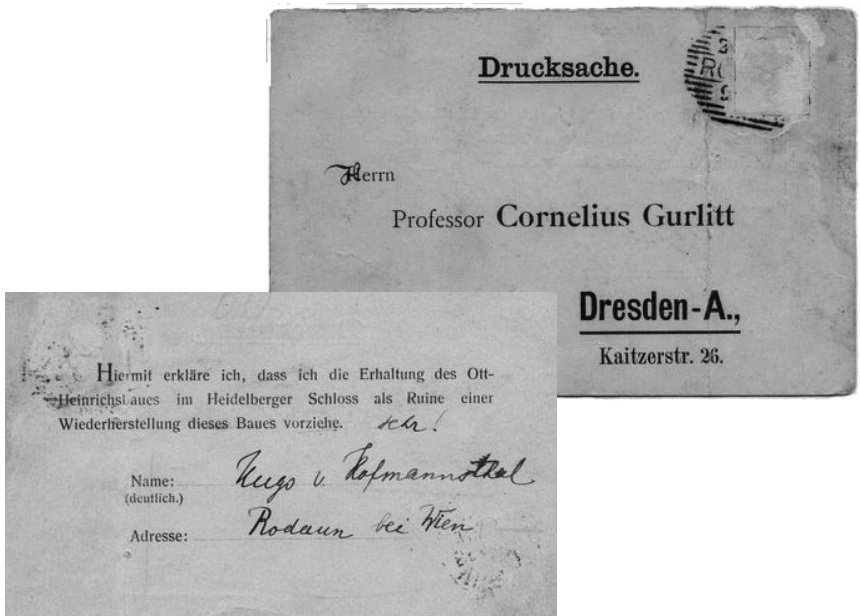 Drucksache.
Herrn
Professor Cornelius Gurlitt
Dresden-A.,
Kaitzerstr. 26.
Hiermit erkläre ich, dass ich die Erhaltung des Ott-
Heinrichsbaues im Heidelberger Schloss als Ruine einer
Wiederherstellung dieses Baues vorziehe. sehr!
Name: Hugo v. Hofmannsthal
(deutlich.)
Adresse: Rodaun bei Wien